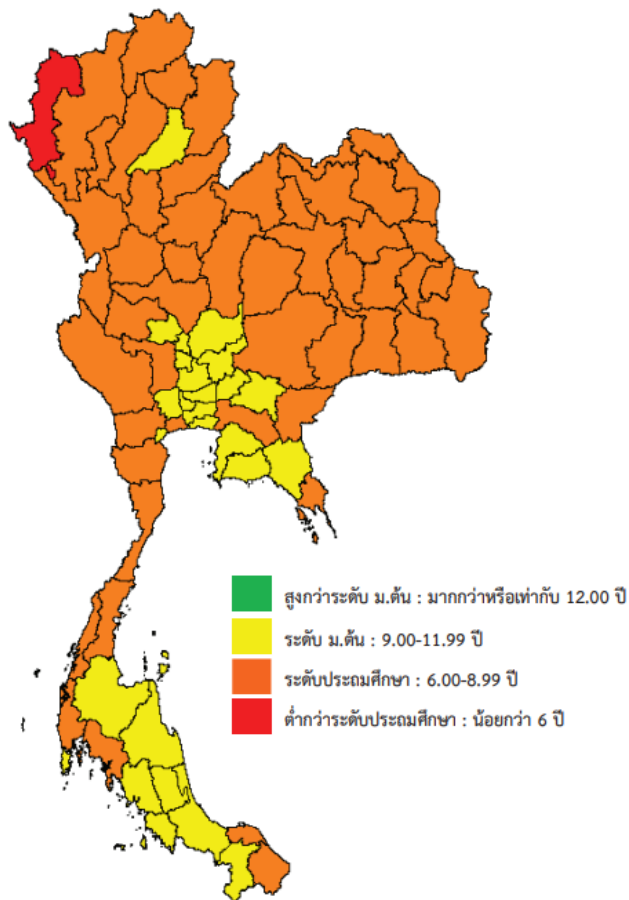 สูงกว่าระดับ ม.ต้น : มากกว่าหรือเท่ากับ 12.00 ปี
ระดับ ม.ต้น : 9.00-11.99 ปี
ระดับประถมศึกษา : 6.00-8.99 ปี
ต่ำกว่าระดับประถมศึกษา : น้อยกว่า 6 ปี